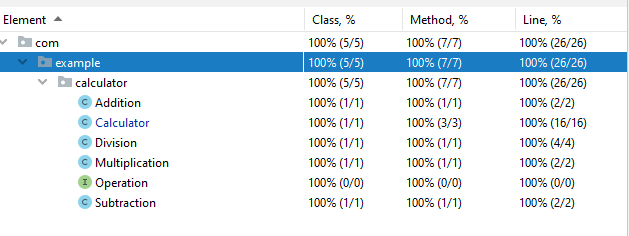 Element Class, % Method, % Line, %
com 100% (5/5) 100% (7/7) 100% (26/26)
example 100% (5/5) 100% (7/7) 100% (26/26)
calculator 100% (5/5) 100% (7/7) 100% (26/26)
C Addition 100% (1/1) 100% (1/1) 100% (2/2)
C Calculator 100% (1/1) 100% (3/3) 100% (16/16)
C Division 100% (1/1) 100% (1/1) 100% (4/4)
C Multiplication 100% (1/1) 100% (1/1) 100% (2/2)
I Operation 100% (0/0) 100% (0/0) 100% (0/0)
C Subtraction 100% (1/1) 100% (1/1) 100% (2/2)